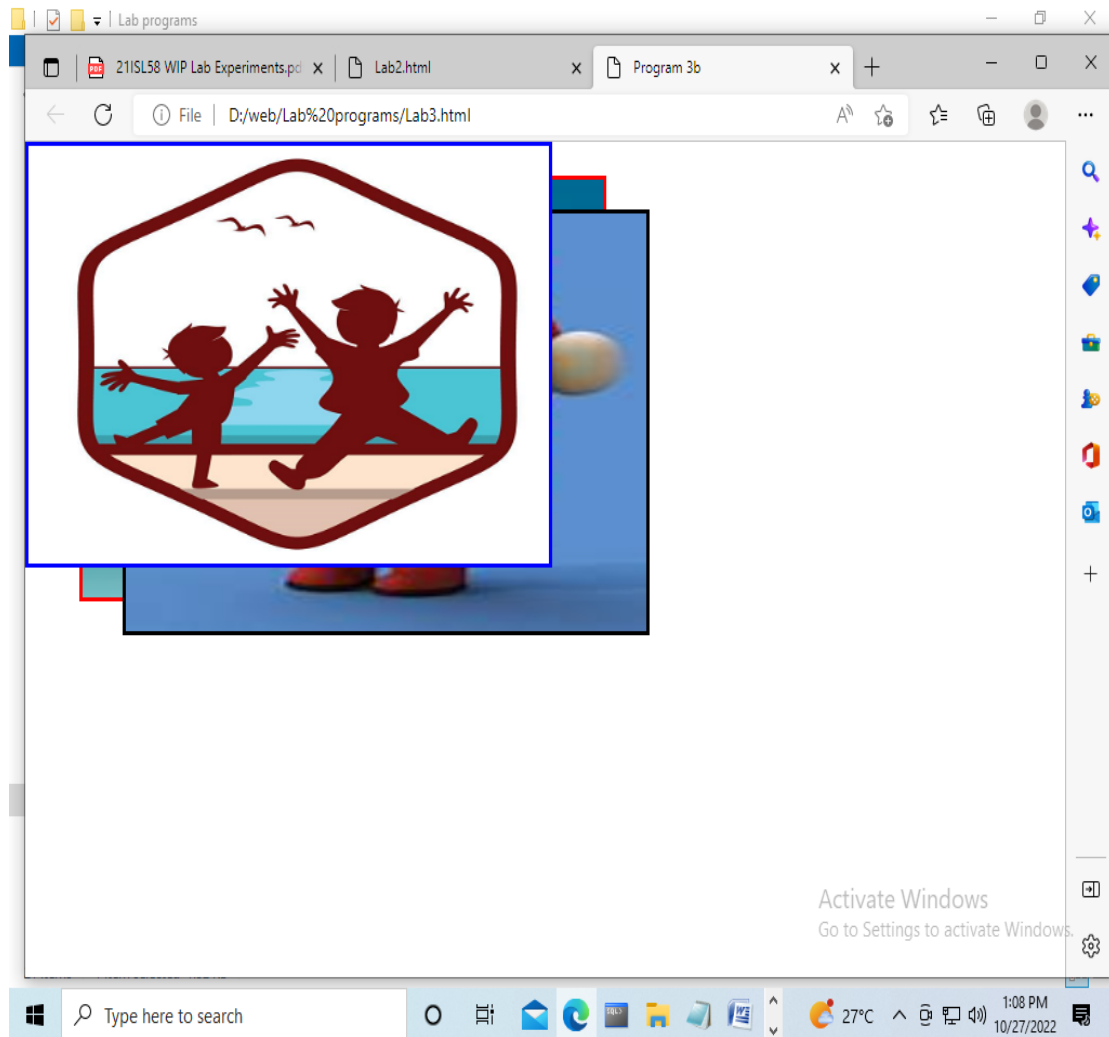 Lab programs
21ISL58 WIP Lab Experiments.pd
Lab2.html
Program 3b
File
D:/web/Lab%20programs/Lab3.html
Activate Windows
Go to Settings to activate Windows.
Type here to search
SQL>
27°C
1:08 PM
10/27/2022